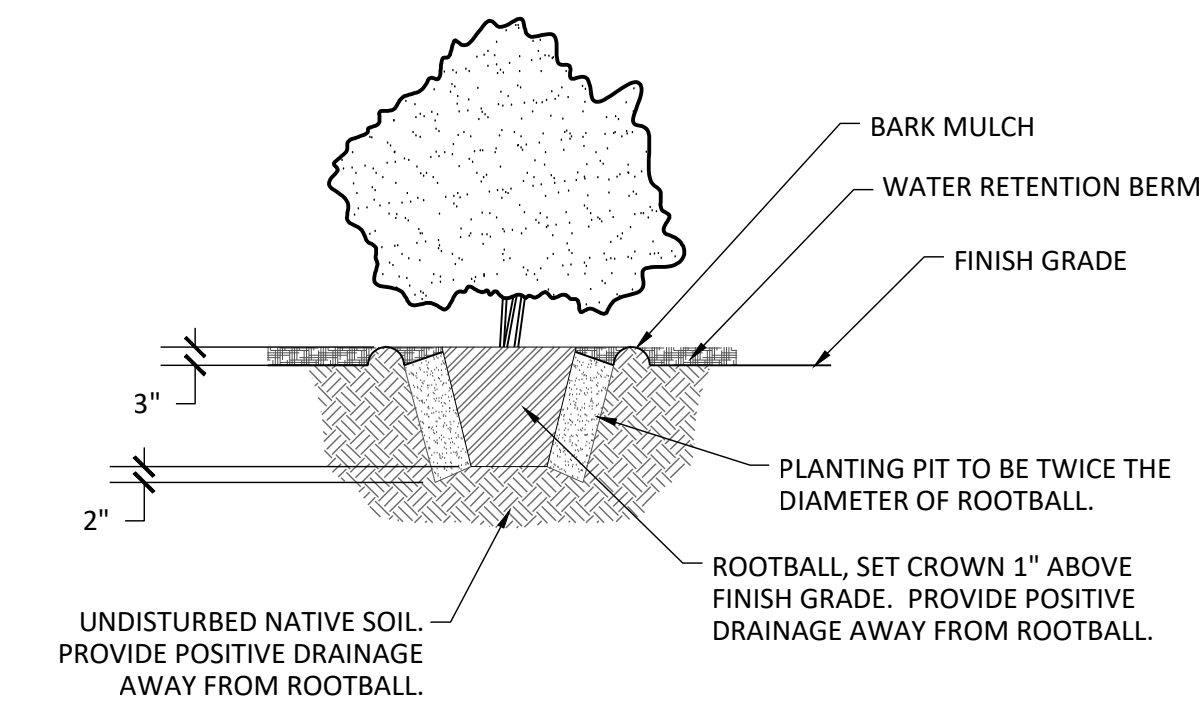 BARK MULCH
WATER RETENTION BERM
FINISH GRADE
3"
2"
PLANTING PIT TO BE TWICE THE
DIAMETER OF ROOTBALL.
ROOTBALL, SET CROWN 1" ABOVE
FINISH GRADE. PROVIDE POSITIVE
DRAINAGE AWAY FROM ROOTBALL.
UNDISTURBED NATIVE SOIL.
PROVIDE POSITIVE DRAINAGE
AWAY FROM ROOTBALL.